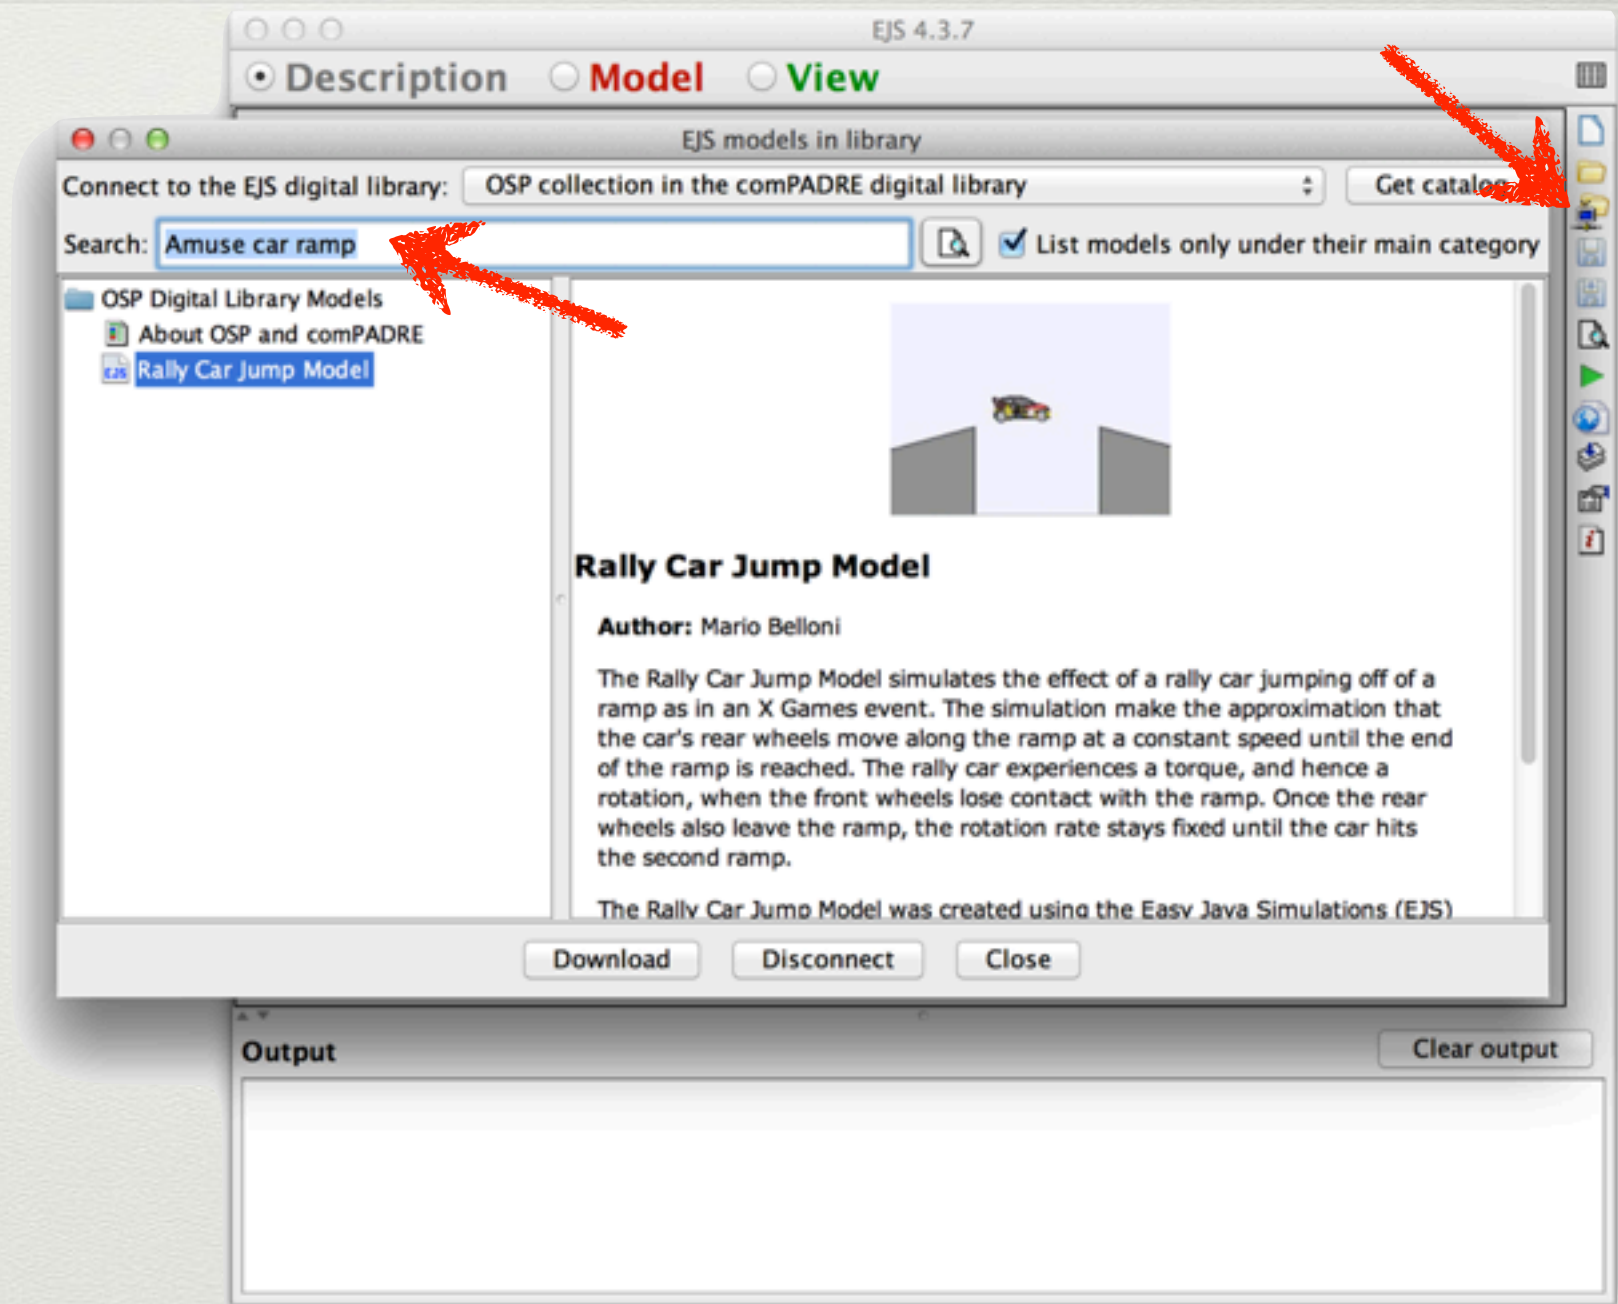 EJS 4.3.7
Description Model View
EJS models in library
Connect to the EJS digital library: OSP collection in the comPADRE digital library Get catalog
Search: Amuse car ramp List models only under their main category
OSP Digital Library Models
About OSP and comPADRE
EJS Rally Car Jump Model
Rally Car Jump Model
Author: Mario Belloni
The Rally Car Jump Model simulates the effect of a rally car jumping off of a
ramp as in an X Games event. The simulation make the approximation that
the car's rear wheels move along the ramp at a constant speed until the end
of the ramp is reached. The rally car experiences a torque, and hence a
rotation, when the front wheels lose contact with the ramp. Once the rear
wheels also leave the ramp, the rotation rate stays fixed until the car hits
the second ramp.
The Rally Car Jump Model was created using the Easy Java Simulations (EJS)
Download Disconnect Close
Output Clear output